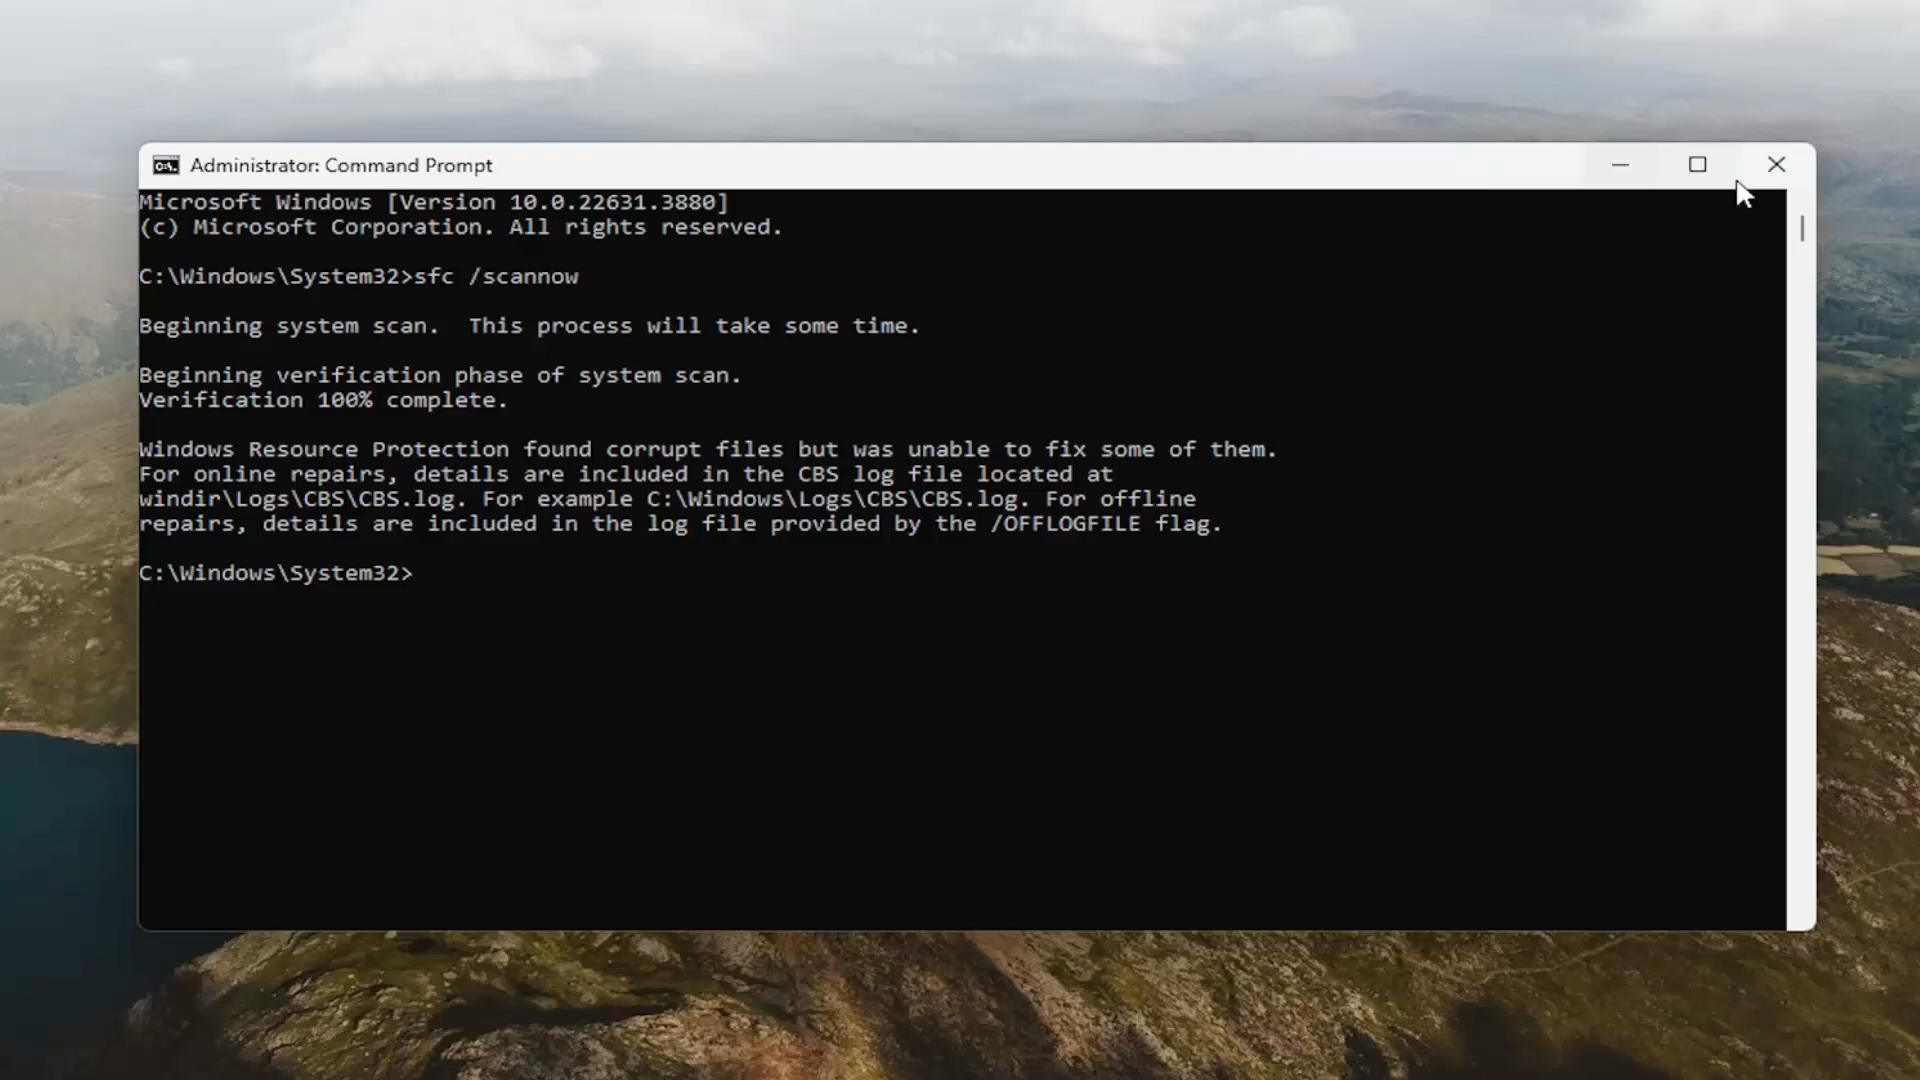 Administrator: Command Prompt
Microsoft Windows [Version 10.0.22631.3880]
(c) Microsoft Corporation. All rights reserved.
C:\Windows\System32>sfc /scannow
Beginning system scan.  This process will take some time.
Beginning verification phase of system scan.
Verification 100% complete.
Windows Resource Protection found corrupt files but was unable to fix some of them.
For online repairs, details are included in the CBS log file located at
windir\Logs\CBS\CBS.log. For example C:\Windows\Logs\CBS\CBS.log. For offline
repairs, details are included in the log file provided by the /OFFLOGFILE flag.
C:\Windows\System32>